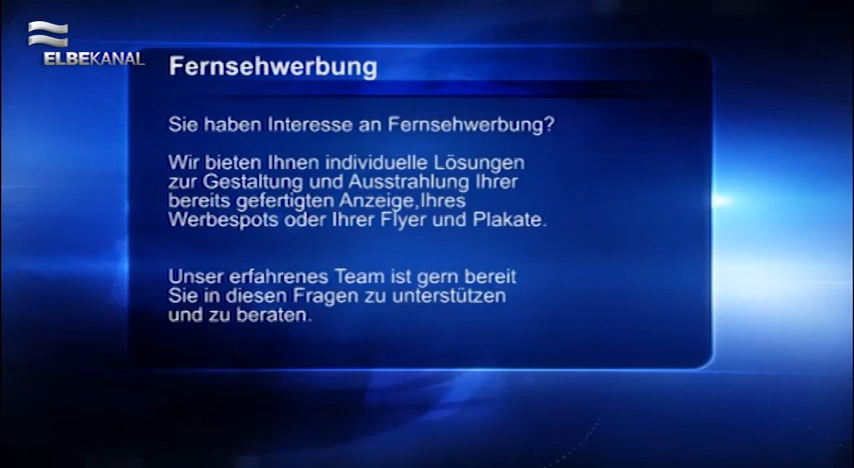 ELBEKANAL
Fernsehwerbung
Sie haben Interesse an Fernsehwerbung?
Wir bieten Ihnen individuelle Lösungen
zur Gestaltung und Ausstrahlung Ihrer
bereits gefertigten Anzeige,Ihres
Werbespots oder Ihrer Flyer und Plakate.
Unser erfahrenes Team ist gern bereit
Sie in diesen Fragen zu unterstützen
und zu beraten.